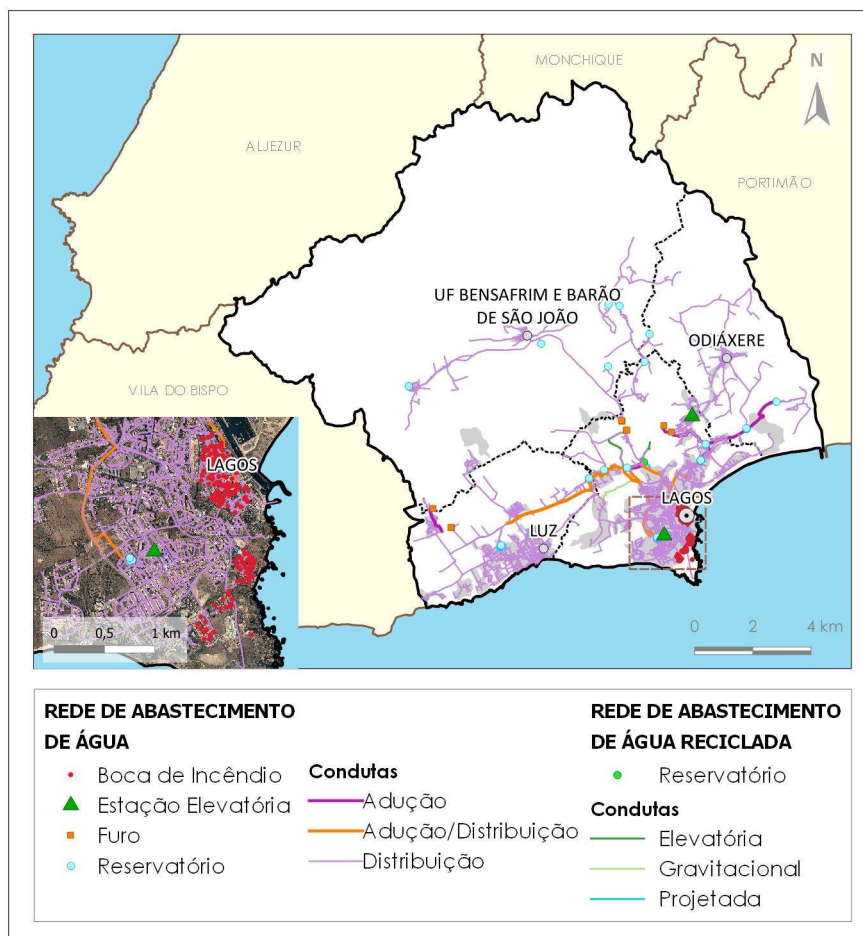 MONCHIQUE
N
ALJEZUR
PORTIMÃO
UF BENSAFRIM E BARÃO
DE SÃO JOÃO
ODIÁXERE
VILA DO BISPO
LAGOS
LAGOS
LUZ
0 0,5 1 km
0 2 4 km
REDE DE ABASTECIMENTO
DE ÁGUA
Boca de Incêndio
Estação Elevatória
Furo
Reservatório
Condutas
Adução
Adução/Distribuição
Distribuição
REDE DE ABASTECIMENTO
DE ÁGUA RECICLADA
Reservatório
Condutas
Elevatória
Gravitacional
Projetada